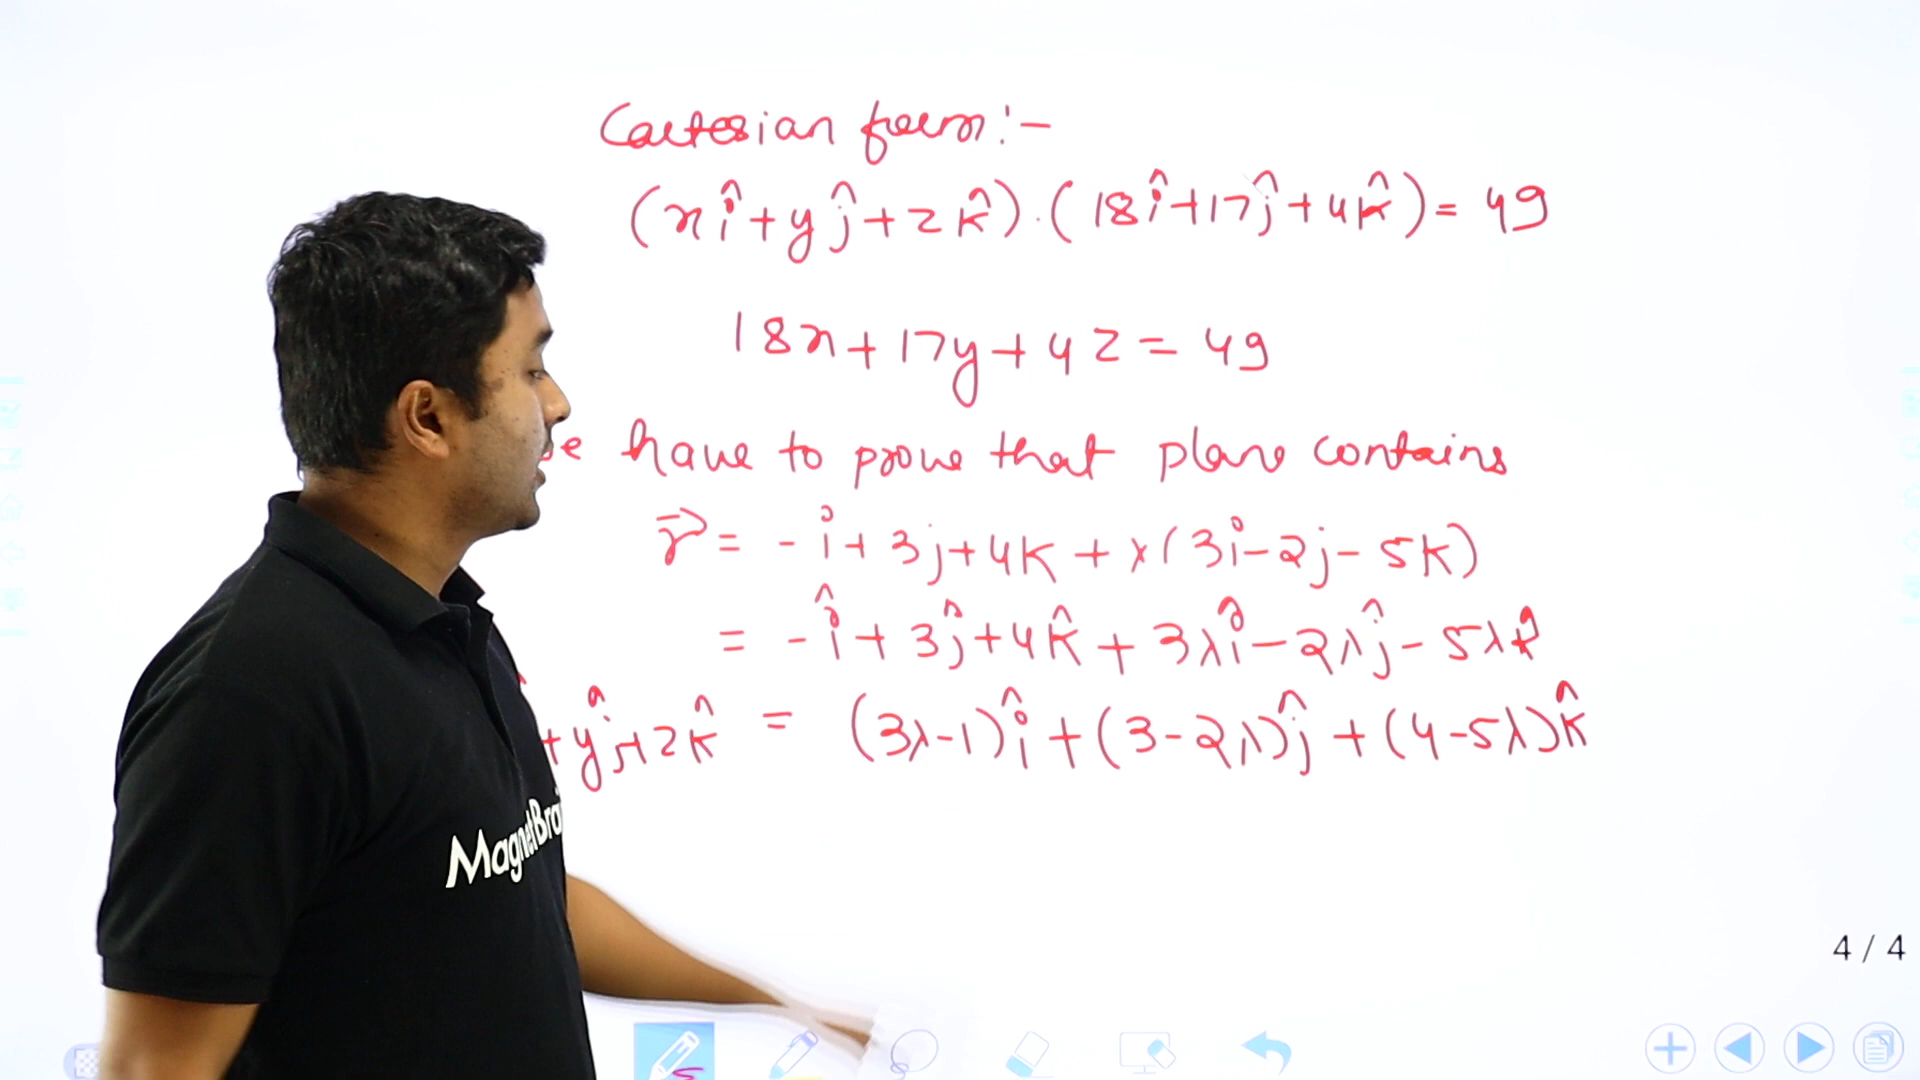 Cartesian form:-
(xî+yĵ+zk̂).(18î+17ĵ+4k̂)=49
18x+17y+4z=49
have to prove that plane contains
r⃗= -i+3j+4k+λ(3i-2j-5k)
= -î+3ĵ+4k̂+3λî-2λĵ-5λk̂
+yĵ+zk̂ = (3λ-1)î+(3-2λ)ĵ+(4-5λ)k̂
MagnetBrai
4 / 4